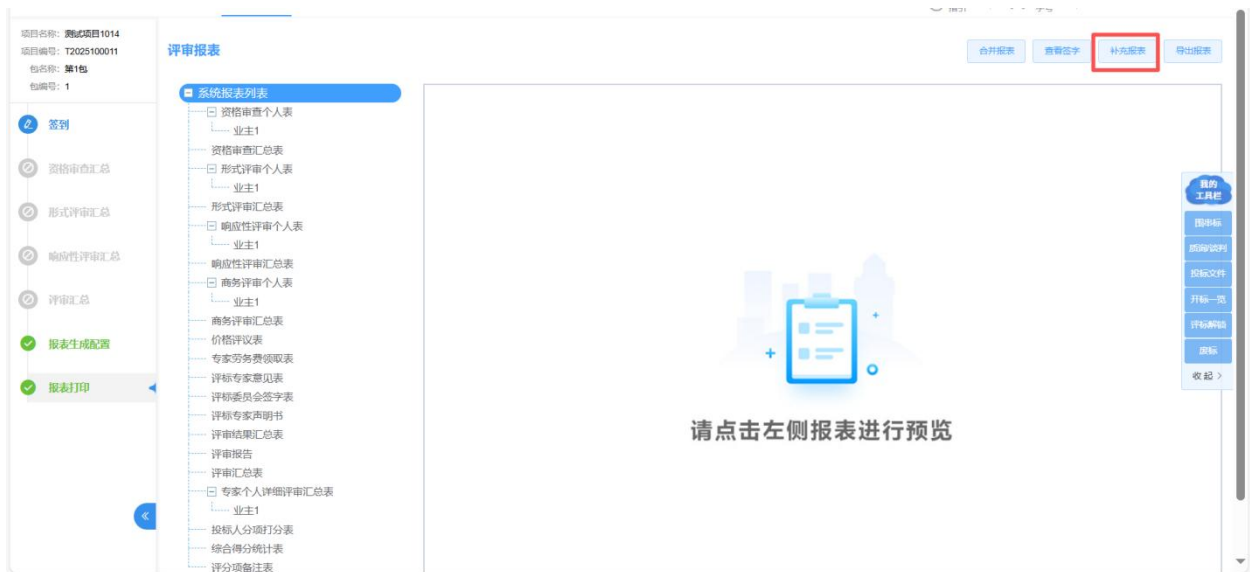 项目名称：测试项目1014
项目编号：T2025100011
包名称：第1包
包编号：1
签到
资格审查汇总
形式评审汇总
响应性评审汇总
评审汇总
报表生成配置
报表打印
评审报表
合并报表
查看签字
补充报表
导出报表
系统报表列表
资格审查个人表
业主1
资格审查汇总表
形式评审个人表
业主1
形式评审汇总表
响应性评审个人表
业主1
响应性评审汇总表
商务评审个人表
业主1
商务评审汇总表
价格评议表
专家劳务费领取表
评标专家意见表
评标委员会签字表
评标专家声明书
评审结果汇总表
评审报告
评审汇总表
专家个人详细评审汇总表
业主1
投标人分项打分表
综合得分统计表
评分项备注表
请点击左侧报表进行预览
我的
工具栏
围串标
质询/谈判
投标文件
开标一览
评标解锁
废标
收起